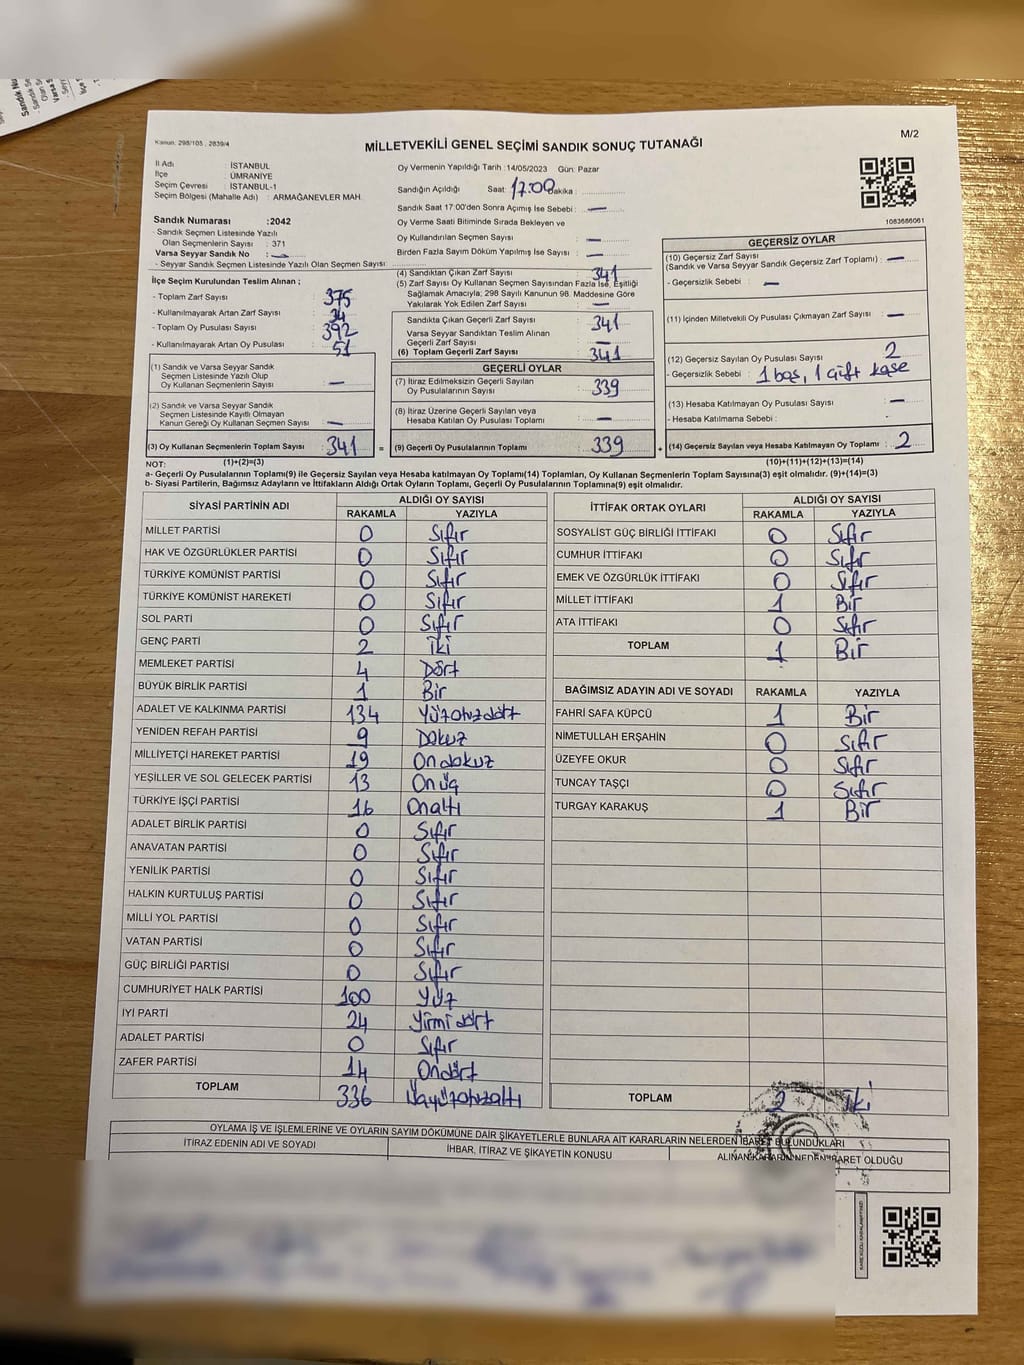 M/2
Kanun: 298/105 , 2839/4
MİLLETVEKİLİ GENEL SEÇİMİ SANDIK SONUÇ TUTANAĞI
İl Adı : İSTANBUL
İlçe : ÜMRANİYE
Seçim Çevresi : İSTANBUL-1
Seçim Bölgesi (Mahalle Adı) : ARMAĞANEVLER MAH.
Sandık Numarası :2042
- Sandık Seçmen Listesinde Yazılı
Olan Seçmenlerin Sayısı : 371
Varsa Seyyar Sandık No : —
- Seyyar Sandık Seçmen Listesinde Yazılı Olan Seçmen Sayısı:
Oy Vermenin Yapıldığı Tarih :14/05/2023 Gün: Pazar
Sandığın Açıldığı Saat: 17:00 Dakika :
Sandık Saat 17:00'den Sonra Açılmış İse Sebebi : —
Oy Verme Saati Bitiminde Sırada Bekleyen ve
Oy Kullandırılan Seçmen Sayısı : —
Birden Fazla Sayım Döküm Yapılmış İse Sayısı : —
1083686061
İlçe Seçim Kurulundan Teslim Alınan ;
- Toplam Zarf Sayısı : 375
- Kullanılmayarak Artan Zarf Sayısı : 34
- Toplam Oy Pusulası Sayısı : 392
- Kullanılmayarak Artan Oy Pusulası : 51
(1) Sandık ve Varsa Seyyar Sandık
Seçmen Listesinde Yazılı Olup
Oy Kullanan Seçmenlerin Sayısı : —
(2) Sandık ve Varsa Seyyar Sandık
Seçmen Listesinde Kayıtlı Olmayan
Kanun Gereği Oy Kullanan Seçmen Sayısı : —
(3) Oy Kullanan Seçmenlerin Toplam Sayısı : 341 =
(1)+(2)=(3)
(4) Sandıktan Çıkan Zarf Sayısı : 341
(5) Zarf Sayısı Oy Kullanan Seçmen Sayısından Fazla İse, Eşitliği
Sağlamak Amacıyla; 298 Sayılı Kanunun 98. Maddesine Göre
Yakılarak Yok Edilen Zarf Sayısı : —
Sandıkta Çıkan Geçerli Zarf Sayısı : 341
Varsa Seyyar Sandıktan Teslim Alınan
Geçerli Zarf Sayısı : —
(6) Toplam Geçerli Zarf Sayısı : 341
GEÇERLİ OYLAR
(7) İtiraz Edilmeksizin Geçerli Sayılan
Oy Pusulalarının Sayısı : 339
(8) İtiraz Üzerine Geçerli Sayılan veya
Hesaba Katılan Oy Pusulası Toplamı : —
(9) Geçerli Oy Pusulalarının Toplamı : 339 +
GEÇERSİZ OYLAR
(10) Geçersiz Zarf Sayısı
(Sandık ve Varsa Seyyar Sandık Geçersiz Zarf Toplamı) : —
- Geçersizlik Sebebi : —
(11) İçinden Milletvekili Oy Pusulası Çıkmayan Zarf Sayısı : —
(12) Geçersiz Sayılan Oy Pusulası Sayısı : 2
- Geçersizlik Sebebi : 1 boş, 1 çift kaşe
(13) Hesaba Katılmayan Oy Pusulası Sayısı : —
- Hesaba Katılmama Sebebi :
(14) Geçersiz Sayılan veya Hesaba Katılmayan Oy Toplamı : 2
(10)+(11)+(12)+(13)=(14)
NOT:
a- Geçerli Oy Pusulalarının Toplamı(9) ile Geçersiz Sayılan veya Hesaba katılmayan Oy Toplamı(14) Toplamları, Oy Kullanan Seçmenlerin Toplam Sayısına(3) eşit olmalıdır. (9)+(14)=(3)
b- Siyasi Partilerin, Bağımsız Adayların ve İttifakların Aldığı Ortak Oyların Toplamı, Geçerli Oy Pusulalarının Toplamına(9) eşit olmalıdır.
SİYASİ PARTİNİN ADI ALDIĞI OY SAYISI
RAKAMLA YAZIYLA
MİLLET PARTİSİ 0 Sıfır
HAK VE ÖZGÜRLÜKLER PARTİSİ 0 Sıfır
TÜRKİYE KOMÜNİST PARTİSİ 0 Sıfır
TÜRKİYE KOMÜNİST HAREKETİ 0 Sıfır
SOL PARTİ 0 Sıfır
GENÇ PARTİ 2 İki
MEMLEKET PARTİSİ 4 Dört
BÜYÜK BİRLİK PARTİSİ 1 Bir
ADALET VE KALKINMA PARTİSİ 134 Yüzotuzdört
YENİDEN REFAH PARTİSİ 9 Dokuz
MİLLİYETÇİ HAREKET PARTİSİ 19 Ondokuz
YEŞİLLER VE SOL GELECEK PARTİSİ 13 Onüç
TÜRKİYE İŞÇİ PARTİSİ 16 Onaltı
ADALET BİRLİK PARTİSİ 0 Sıfır
ANAVATAN PARTİSİ 0 Sıfır
YENİLİK PARTİSİ 0 Sıfır
HALKIN KURTULUŞ PARTİSİ 0 Sıfır
MİLLİ YOL PARTİSİ 0 Sıfır
VATAN PARTİSİ 0 Sıfır
GÜÇ BİRLİĞİ PARTİSİ 0 Sıfır
CUMHURİYET HALK PARTİSİ 100 Yüz
İYİ PARTİ 24 Yirmidört
ADALET PARTİSİ 0 Sıfır
ZAFER PARTİSİ 14 Ondört
TOPLAM 336 Üçyüzotuzaltı
İTTİFAK ORTAK OYLARI ALDIĞI OY SAYISI
RAKAMLA YAZIYLA
SOSYALİST GÜÇ BİRLİĞİ İTTİFAKI 0 Sıfır
CUMHUR İTTİFAKI 0 Sıfır
EMEK VE ÖZGÜRLÜK İTTİFAKI 0 Sıfır
MİLLET İTTİFAKI 1 Bir
ATA İTTİFAKI 0 Sıfır
TOPLAM 1 Bir
BAĞIMSIZ ADAYIN ADI VE SOYADI RAKAMLA YAZIYLA
FAHRİ SAFA KÜPCÜ 1 Bir
NİMETULLAH ERŞAHİN 0 Sıfır
ÜZEYFE OKUR 0 Sıfır
TUNCAY TAŞÇI 0 Sıfır
TURGAY KARAKUŞ 1 Bir
TOPLAM 2 İki
OYLAMA İŞ VE İŞLEMLERİNE VE OYLARIN SAYIM DÖKÜMÜNE DAİR ŞİKAYETLERLE BUNLARA AİT KARARLARIN NELERDEN İBARET BULUNDUKLARI
İTİRAZ EDENİN ADI VE SOYADI İHBAR, İTİRAZ VE ŞİKAYETİN KONUSU ALINAN KARARIN NEDEN İBARET OLDUĞU